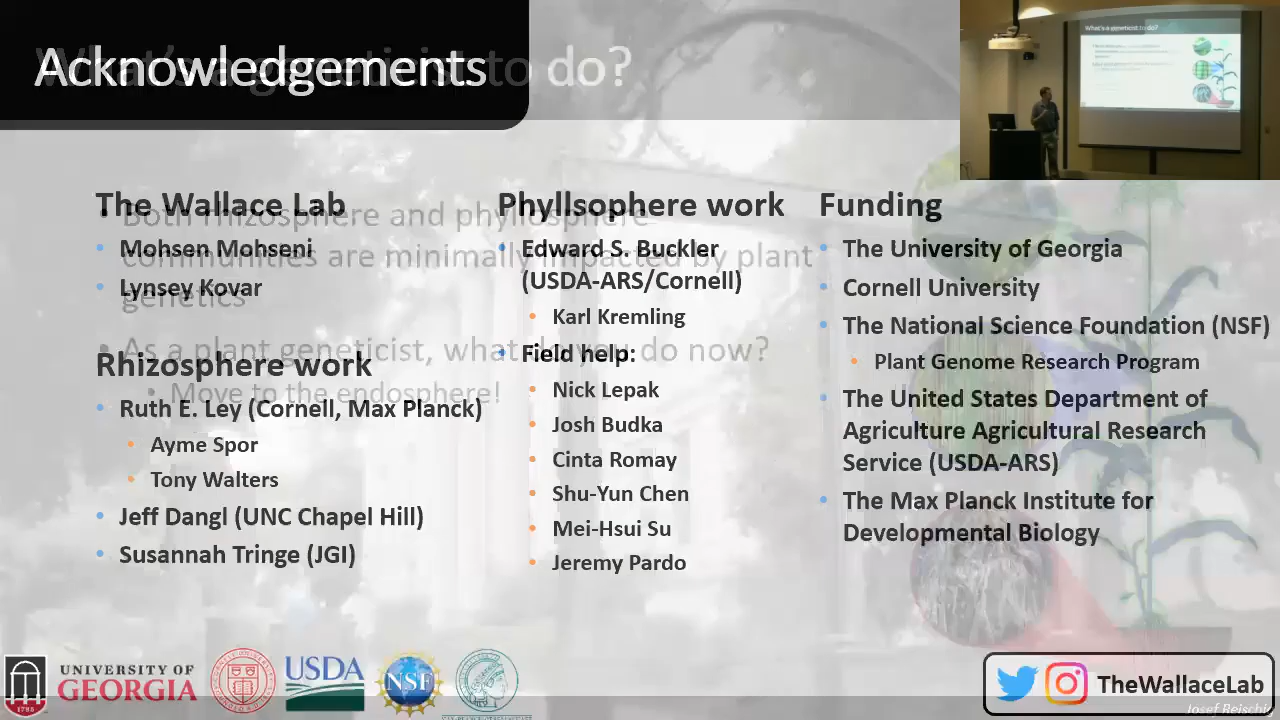 Acknowledgements
What's a geneticist to do?
The Wallace Lab
Mohsen Mohseni
Lynsey Kovar
Rhizosphere work
Ruth E. Ley (Cornell, Max Planck)
Ayme Spor
Tony Walters
Jeff Dangl (UNC Chapel Hill)
Susannah Tringe (JGI)
Phyllsophere work
Edward S. Buckler
(USDA-ARS/Cornell)
Karl Kremling
Field help:
Nick Lepak
Josh Budka
Cinta Romay
Shu-Yun Chen
Mei-Hsui Su
Jeremy Pardo
Funding
The University of Georgia
Cornell University
The National Science Foundation (NSF)
Plant Genome Research Program
The United States Department of
Agriculture Agricultural Research
Service (USDA-ARS)
The Max Planck Institute for
Developmental Biology
Both rhizosphere and phyllosphere
communities are minimally impacted by plant
genetics
As a plant geneticist, what do you do now?
Move to the endosphere!
What's a geneticist to do?
1785
UNIVERSITY OF
GEORGIA
USDA
NSF
TheWallaceLab